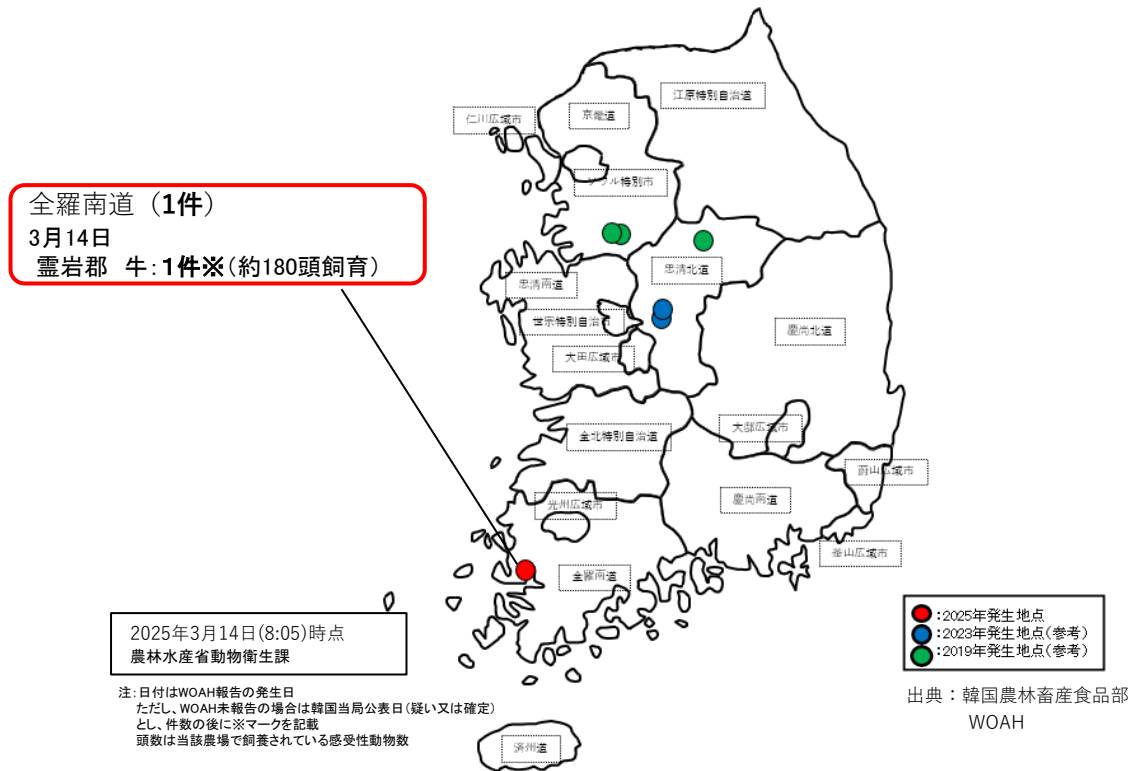 江原特別自治道
京畿道
仁川広域市
ソウル特別市
全羅南道（1件）
3月14日
霊岩郡　牛：1件※（約180頭飼育）
忠清北道
忠清南道
世宗特別自治市
慶尚北道
大田広域市
大邱広域市
全北特別自治道
蔚山広域市
慶尚南道
光州広域市
釜山広域市
全羅南道
2025年3月14日(8:05)時点
農林水産省動物衛生課
：2025年発生地点
：2023年発生地点(参考)
：2019年発生地点(参考)
注：日付はWOAH報告の発生日
ただし、WOAH未報告の場合は韓国当局公表日（疑い又は確定）
とし、件数の後に※マークを記載
頭数は当該農場で飼養されている感受性動物数
出典：韓国農林畜産食品部
WOAH
済州道